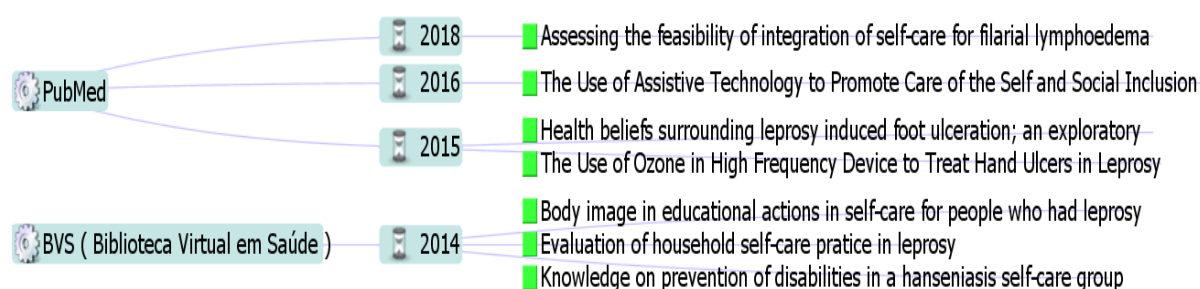 PubMed
2018
Assessing the feasibility of integration of self-care for filarial lymphoedema
2016
The Use of Assistive Technology to Promote Care of the Self and Social Inclusion
2015
Health beliefs surrounding leprosy induced foot ulceration; an exploratory
The Use of Ozone in High Frequency Device to Treat Hand Ulcers in Leprosy
BVS ( Biblioteca Virtual em Saúde )
2014
Body image in educational actions in self-care for people who had leprosy
Evaluation of household self-care pratice in leprosy
Knowledge on prevention of disabilities in a hanseniasis self-care group